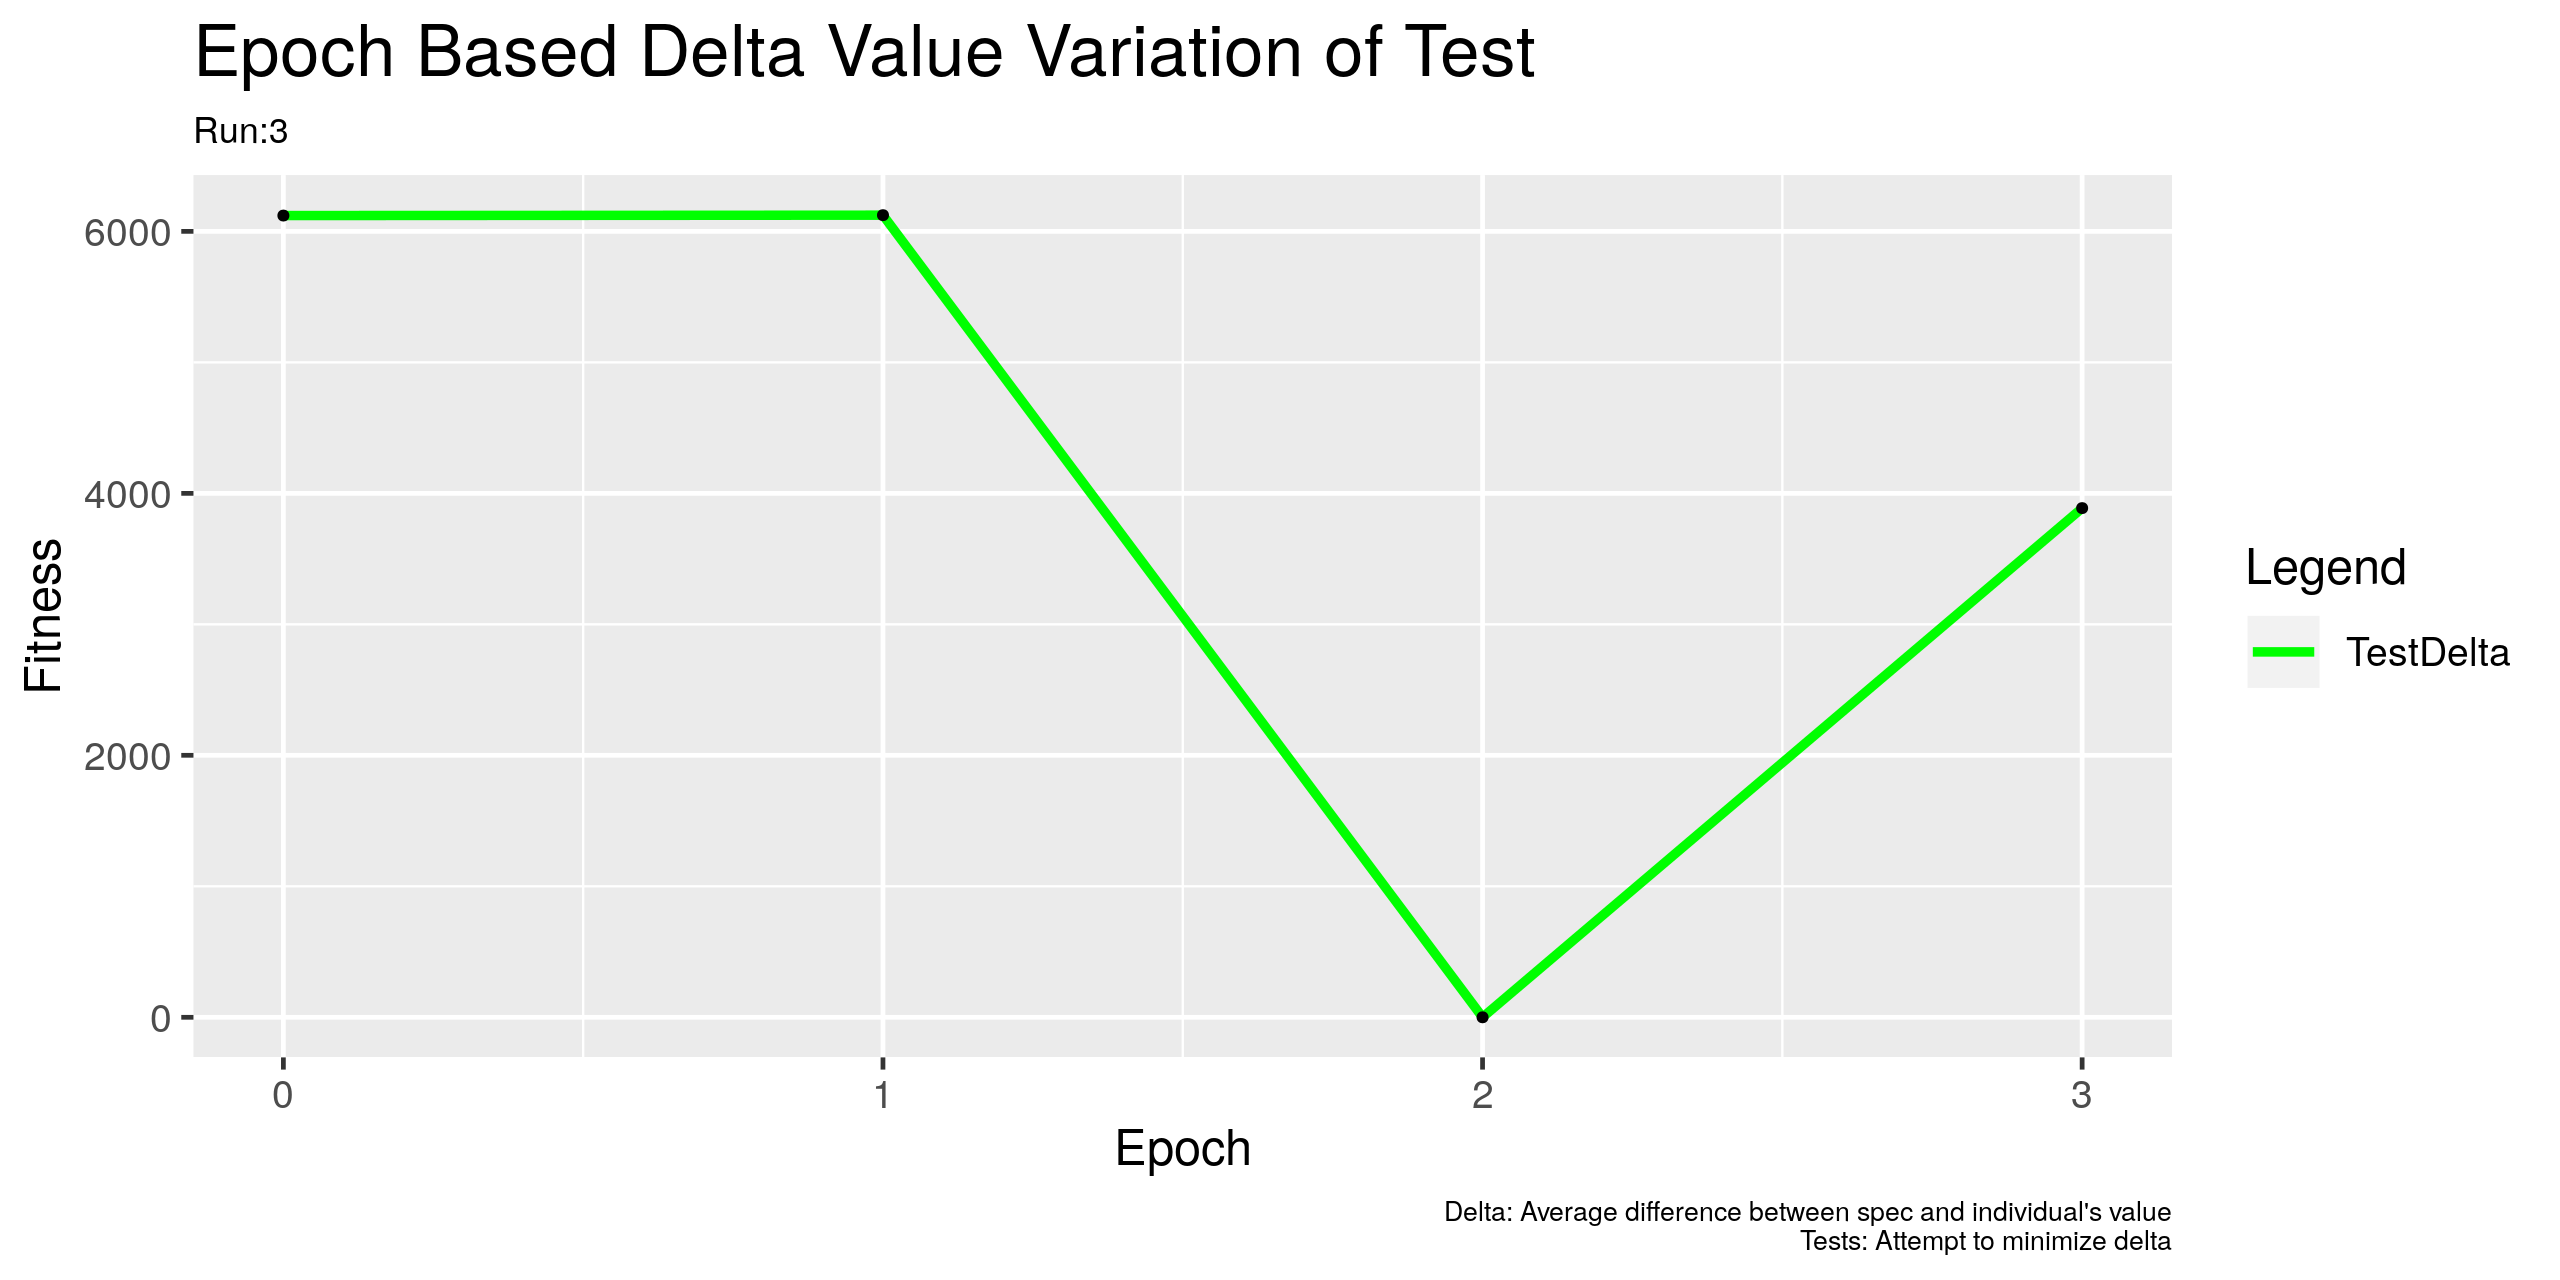 Epoch Based Delta Value Variation of Test
Run:3
6000
4000
2000
0
Fitness
0 1 2 3
Epoch
Legend
TestDelta
Delta: Average difference between spec and individual's value
Tests: Attempt to minimize delta